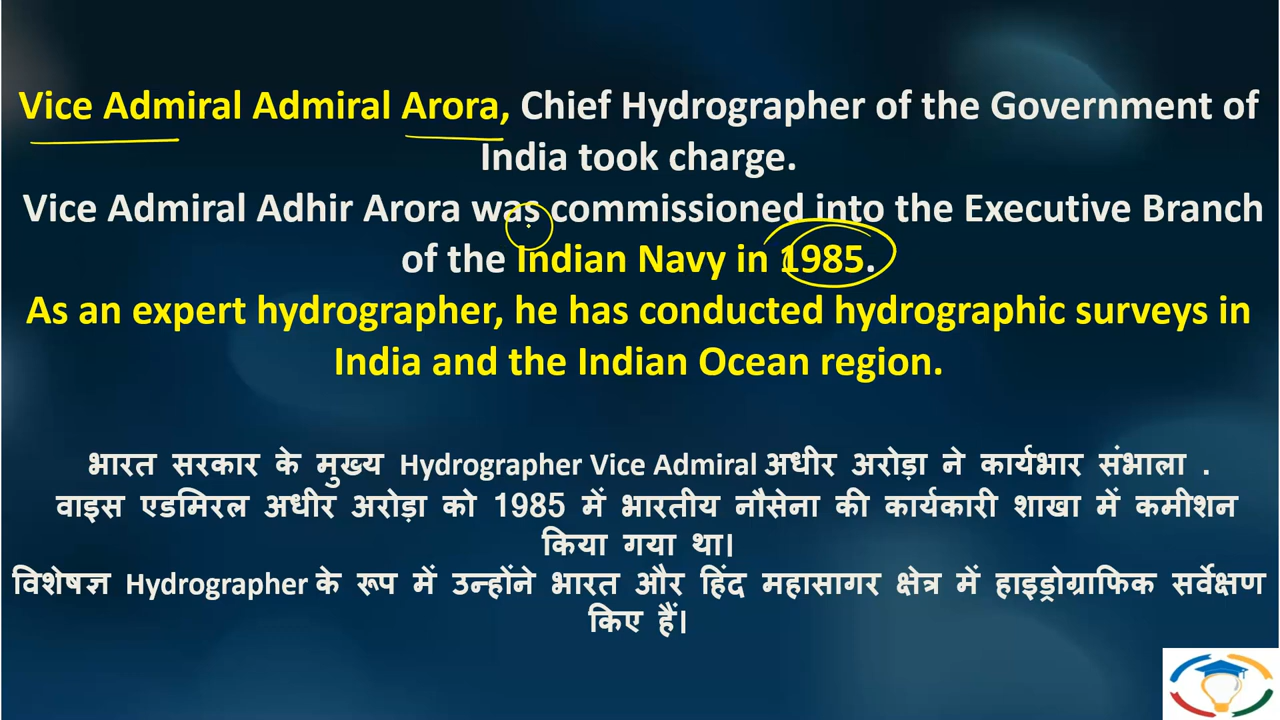 Vice Admiral Admiral Arora, Chief Hydrographer of the Government of
India took charge.
Vice Admiral Adhir Arora was commissioned into the Executive Branch
of the Indian Navy in 1985.
As an expert hydrographer, he has conducted hydrographic surveys in
India and the Indian Ocean region.
भारत सरकार के मुख्य Hydrographer Vice Admiral अधीर अरोड़ा ने कार्यभार संभाला .
वाइस एडमिरल अधीर अरोड़ा को 1985 में भारतीय नौसेना की कार्यकारी शाखा में कमीशन
किया गया था।
विशेषज्ञ Hydrographer के रूप में उन्होंने भारत और हिंद महासागर क्षेत्र में हाइड्रोग्राफिक सर्वेक्षण
किए हैं।